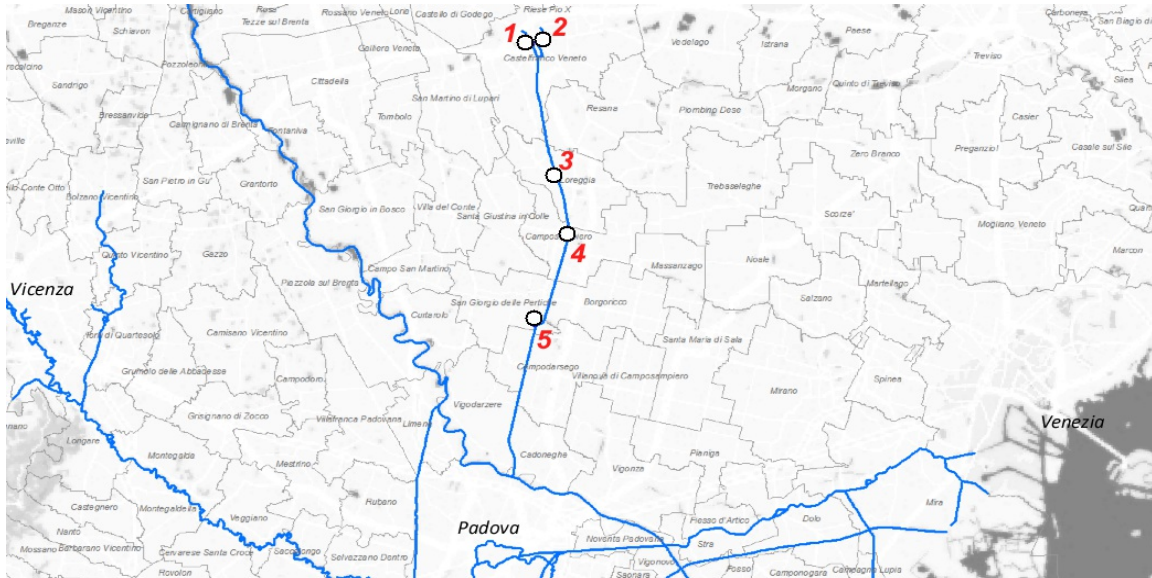 Mason Vicentino
Cartigliano
Rosa
Tezze sul Brenta
Rossano Veneto
Loria
Castello di Godego
Riese Pio X
Breganze
Schiavon
Pozzoleone
Galliera Veneta
1
2
Castelfranco Veneto
Vedelago
Istrana
Paese
Carbonera
San Biagio di
Treviso
Silea
Sandrigo
Cittadella
San Martino di Lupari
Resana
Piombino Dese
Morgano
Quinto di Treviso
Bressanvido
Carmignano di Brenta
Fontaniva
Tombolo
Casier
Casale sul Sile
Preganziol
Zero Branco
3
Loreggia
San Pietro in Gu'
Grantorto
Bolzano Vicentino
San Giorgio in Bosco
Villa del Conte
Santa Giustina in Colle
Trebaseleghe
Scorze'
Mogliano Veneto
Marcon
4
Camposampiero
Quinto Vicentino
Gazzo
Campo San Martino
Piazzola sul Brenta
Massanzago
Noale
Martellago
Salzano
Vicenza
San Giorgio delle Pertiche
Borgoricco
Curtarolo
5
Torri di Quartesolo
Camisano Vicentino
Santa Maria di Sala
Grumolo delle Abbadesse
Campodoro
Campodarsego
Villanova di Camposampiero
Mirano
Spinea
Grisignano di Zocco
Villafranca Padovana
Limena
Vigodarzere
Venezia
Longare
Montegalda
Mestrino
Cadoneghe
Vigonza
Pianiga
Rubano
Castegnero
Montegaldella
Veggiano
Padova
Fiesso d'Artico
Dolo
Mira
Nanto
Mossano
Barbarano Vicentino
Cervarese Santa Croce
Saccolongo
Selvazzano Dentro
Noventa Padovana
Stra
Rovolon
Vigonovo
Saonara
Fosso
Camponogara
Campagna Lupia